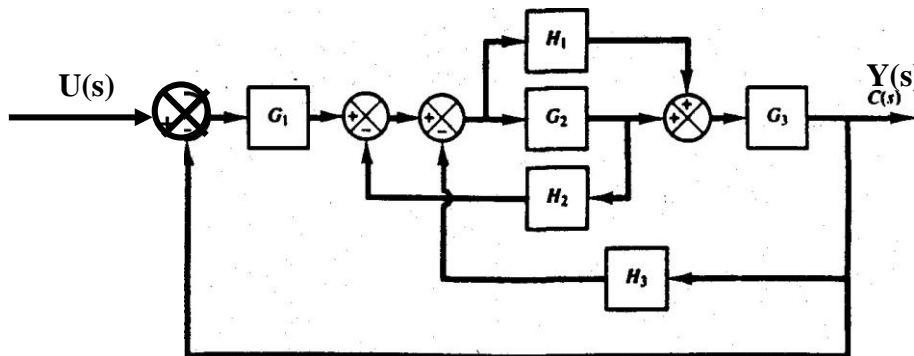 H1
U(s)
Y(s)
C(s)
+ -
G1
+ -
+ -
G2
+ +
G3
H2
H3